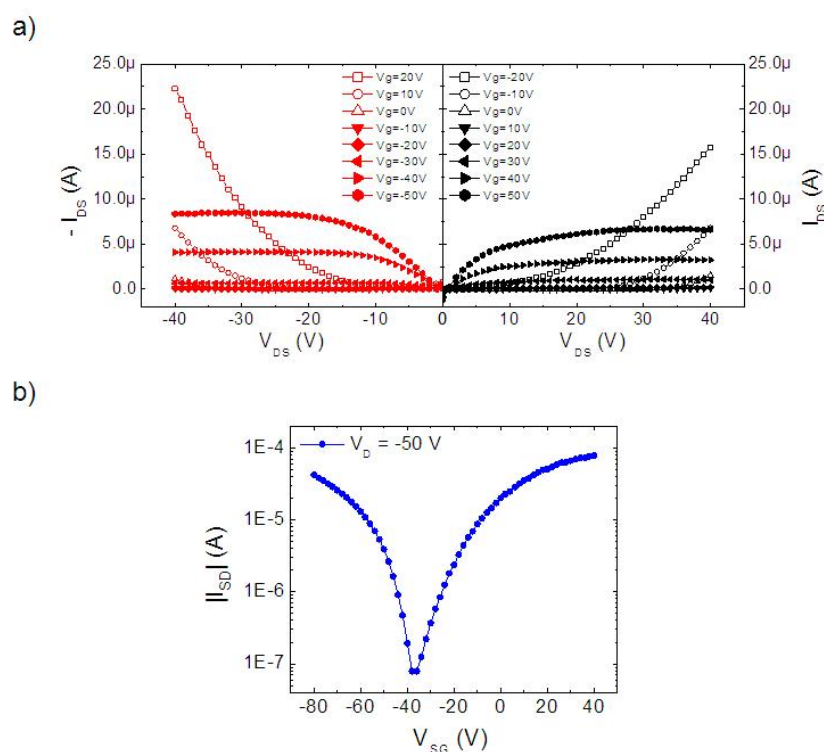 a)
25.0µ
20.0µ
15.0µ
10.0µ
5.0µ
0.0
- I_DS (A)
-40 -30 -20 -10 0
V_DS (V)
Vg=20V
Vg=10V
Vg=0V
Vg=-10V
Vg=-20V
Vg=-30V
Vg=-40V
Vg=-50V
Vg=-20V
Vg=-10V
Vg=0V
Vg=10V
Vg=20V
Vg=30V
Vg=40V
Vg=50V
25.0µ
20.0µ
15.0µ
10.0µ
5.0µ
0.0
I_DS (A)
10 20 30 40
V_DS (V)
b)
V_D = -50 V
1E-4
1E-5
1E-6
1E-7
||I_SD| (A)
-80 -60 -40 -20 0 20 40
V_SG (V)